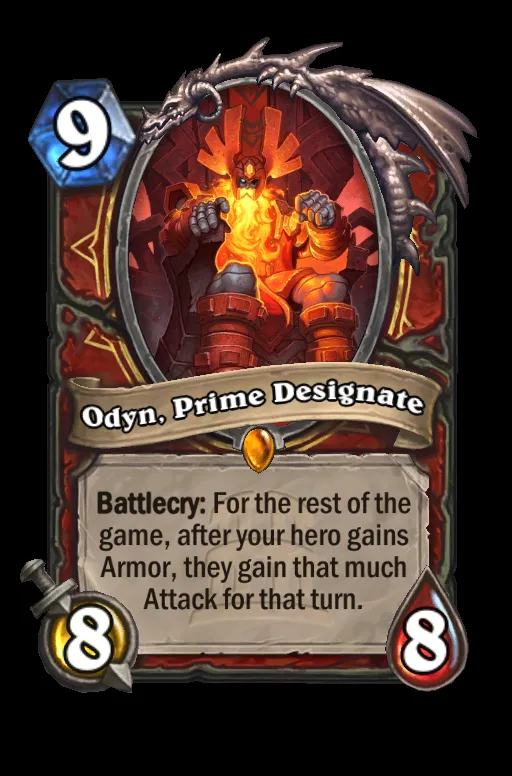 9
Odyn, Prime Designate
Battlecry: For the rest of the
game, after your hero gains
Armor, they gain that much
Attack for that turn.
8
8